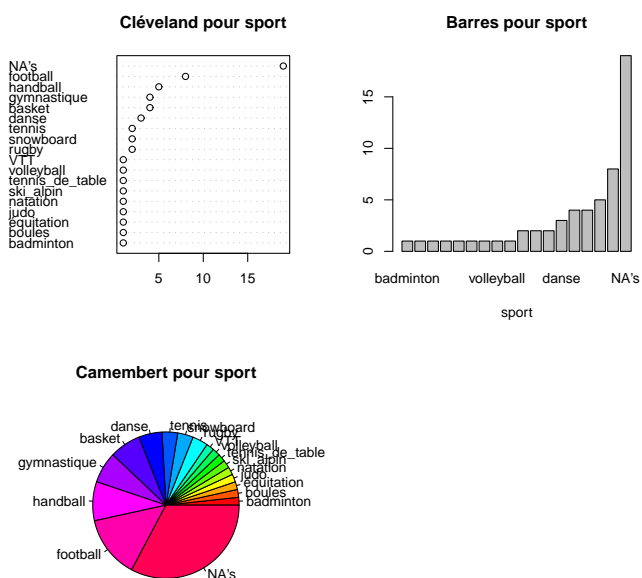 Cléveland pour sport
NA's
football
handball
gymnastique
basket
danse
tennis
snowboard
rugby
VTT
volleyball
tennis_de_table
ski_alpin
natation
judo
équitation
boules
badminton
5 10 15
Barres pour sport
15
10
5
0
badminton volleyball danse NA's
sport
Camembert pour sport
tennis
snowboard
rugby
VTT
volleyball
tennis_de_table
ski_alpin
natation
judo
équitation
boules
badminton
danse
basket
gymnastique
handball
football
NA's